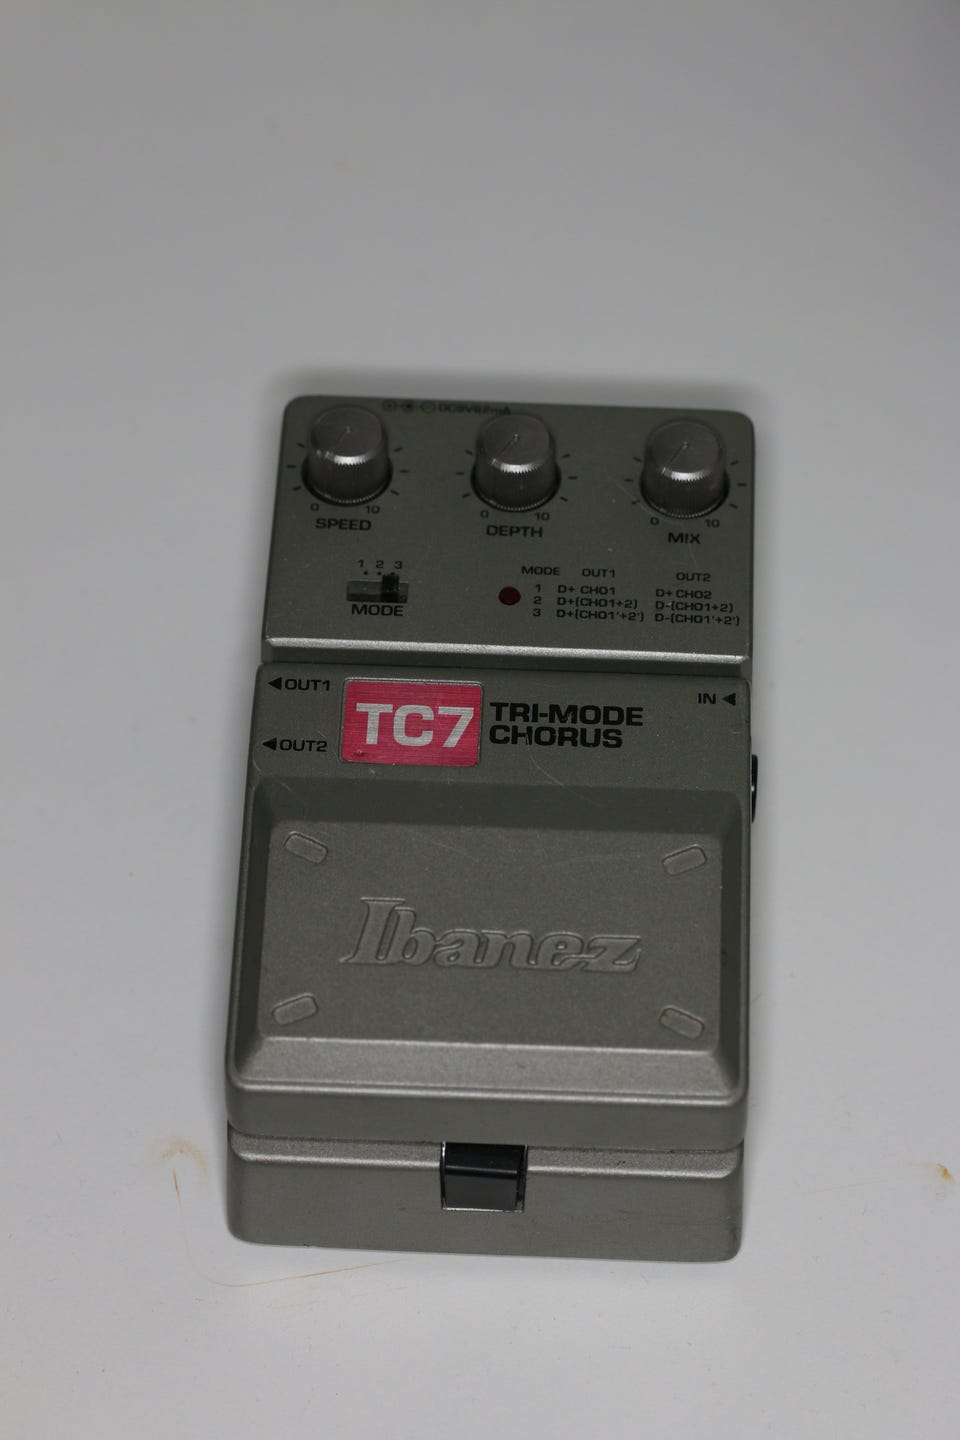 DC9V
0 10 0 10 0 10
SPEED DEPTH MIX
1 2 3
MODE
MODE OUT1 OUT2
1 D+ CHO1 D+ CHO2
2 D+(CHO1+2) D-(CHO1+2)
3 D+(CHO1'+2') D-(CHO1'+2')
◀OUT1
IN ◀
TC7 TRI-MODE
CHORUS
◀OUT2
Ibanez